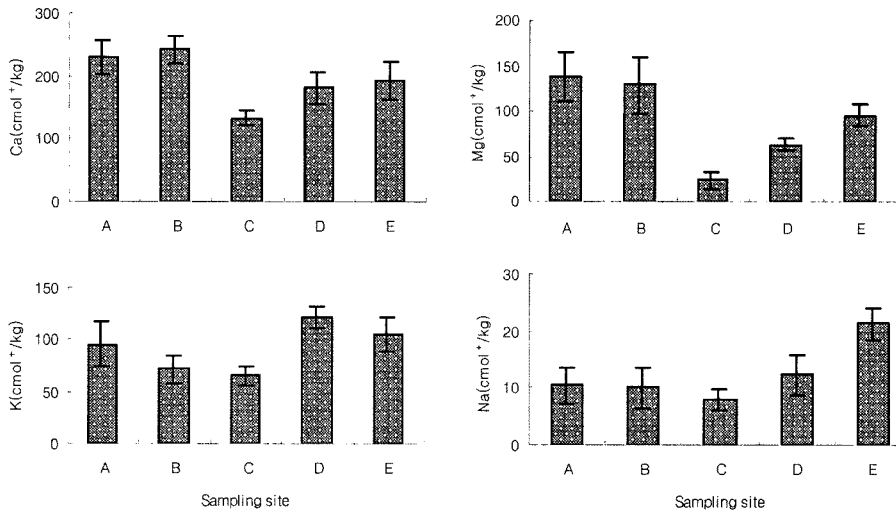 Ca(cmol⁺/kg)
300
200
100
0
A B C D E
Mg(cmol⁺/kg)
200
150
100
50
0
A B C D E
K(cmol⁺/kg)
150
100
50
0
A B C D E
Sampling site
Na(cmol⁺/kg)
30
20
10
0
A B C D E
Sampling site